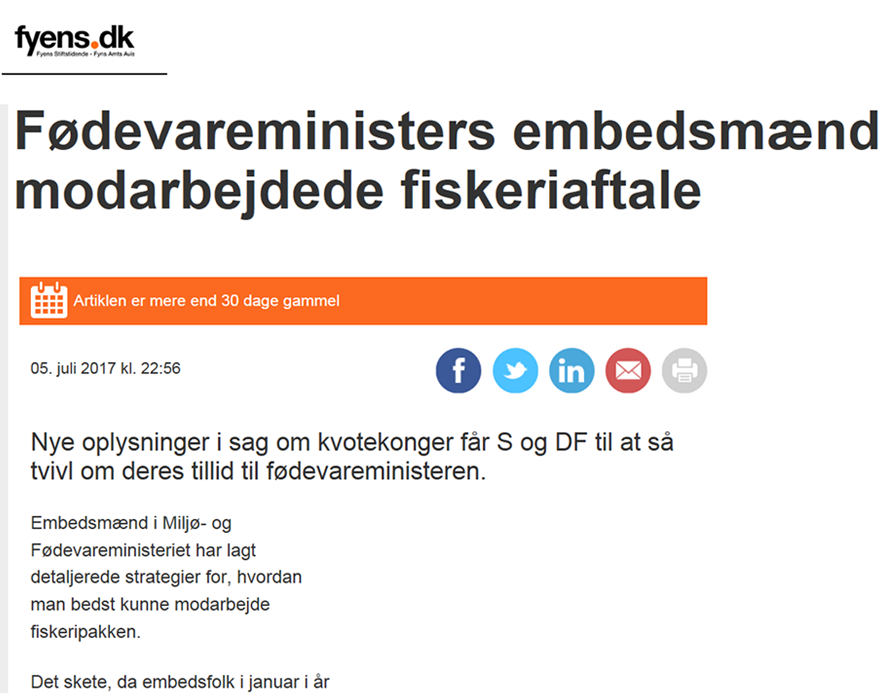 fyens.dk
Fyens Stiftstidende - Fyns Amts Avis
Fødevareministers embedsmænd
modarbejdede fiskeriaftale
Artiklen er mere end 30 dage gammel
05. juli 2017 kl. 22:56
Nye oplysninger i sag om kvotekonger får S og DF til at så
tvivl om deres tillid til fødevareministeren.
Embedsmænd i Miljø- og
Fødevareministeriet har lagt
detaljerede strategier for, hvordan
man bedst kunne modarbejde
fiskeripakken.
Det skete, da embedsfolk i januar i år